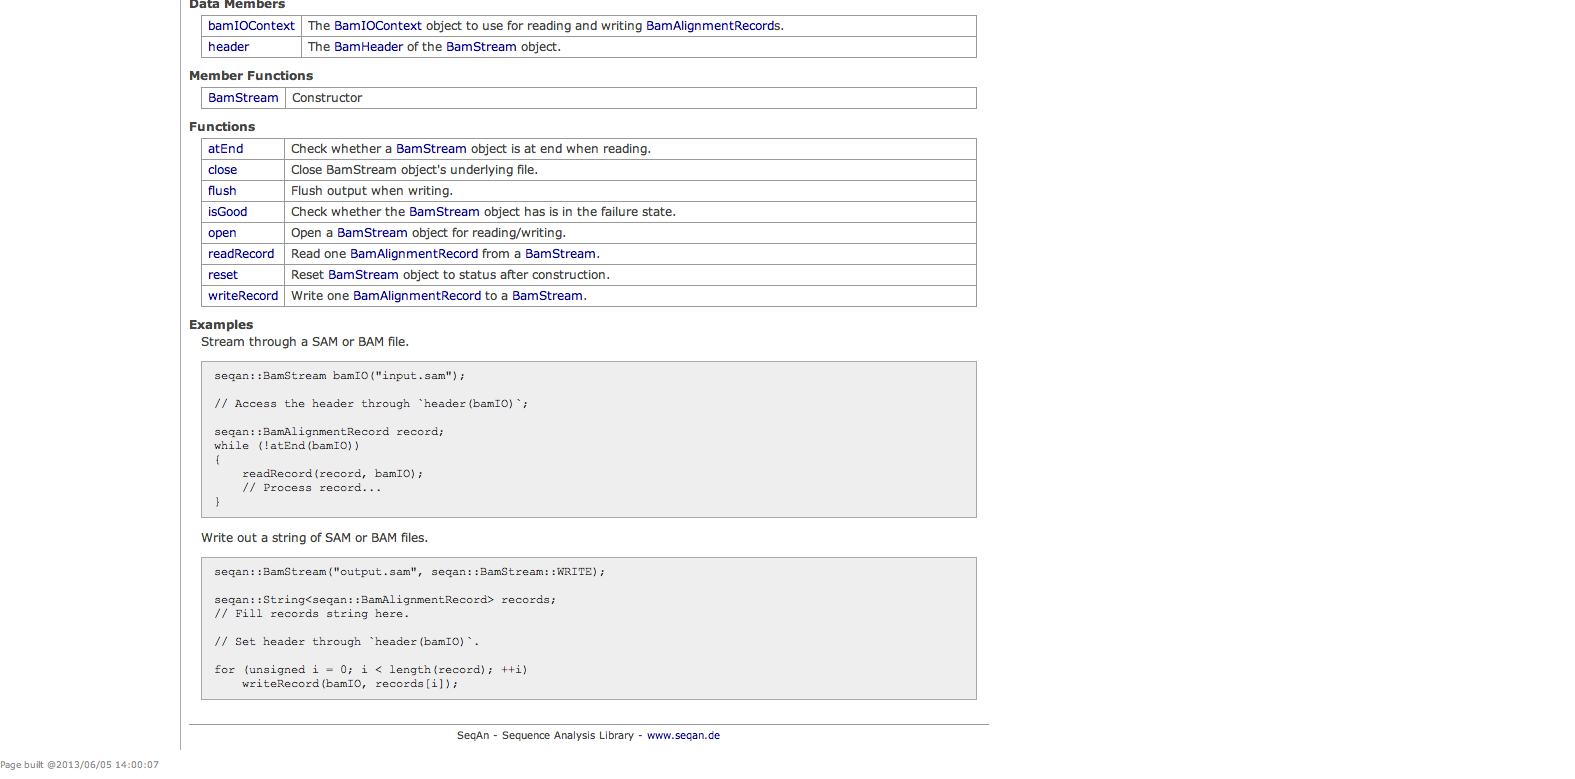 Data Members
bamIOContext The BamIOContext object to use for reading and writing BamAlignmentRecords.
header The BamHeader of the BamStream object.
Member Functions
BamStream Constructor
Functions
atEnd Check whether a BamStream object is at end when reading.
close Close BamStream object's underlying file.
flush Flush output when writing.
isGood Check whether the BamStream object has is in the failure state.
open Open a BamStream object for reading/writing.
readRecord Read one BamAlignmentRecord from a BamStream.
reset Reset BamStream object to status after construction.
writeRecord Write one BamAlignmentRecord to a BamStream.
Examples
Stream through a SAM or BAM file.
seqan::BamStream bamIO("input.sam");
// Access the header through `header(bamIO)`;
seqan::BamAlignmentRecord record;
while (!atEnd(bamIO))
{
    readRecord(record, bamIO);
    // Process record...
}
Write out a string of SAM or BAM files.
seqan::BamStream("output.sam", seqan::BamStream::WRITE);
seqan::String<seqan::BamAlignmentRecord> records;
// Fill records string here.
// Set header through `header(bamIO)`.
for (unsigned i = 0; i < length(record); ++i)
    writeRecord(bamIO, records[i]);
SeqAn - Sequence Analysis Library - www.seqan.de
Page built @2013/06/05 14:00:07